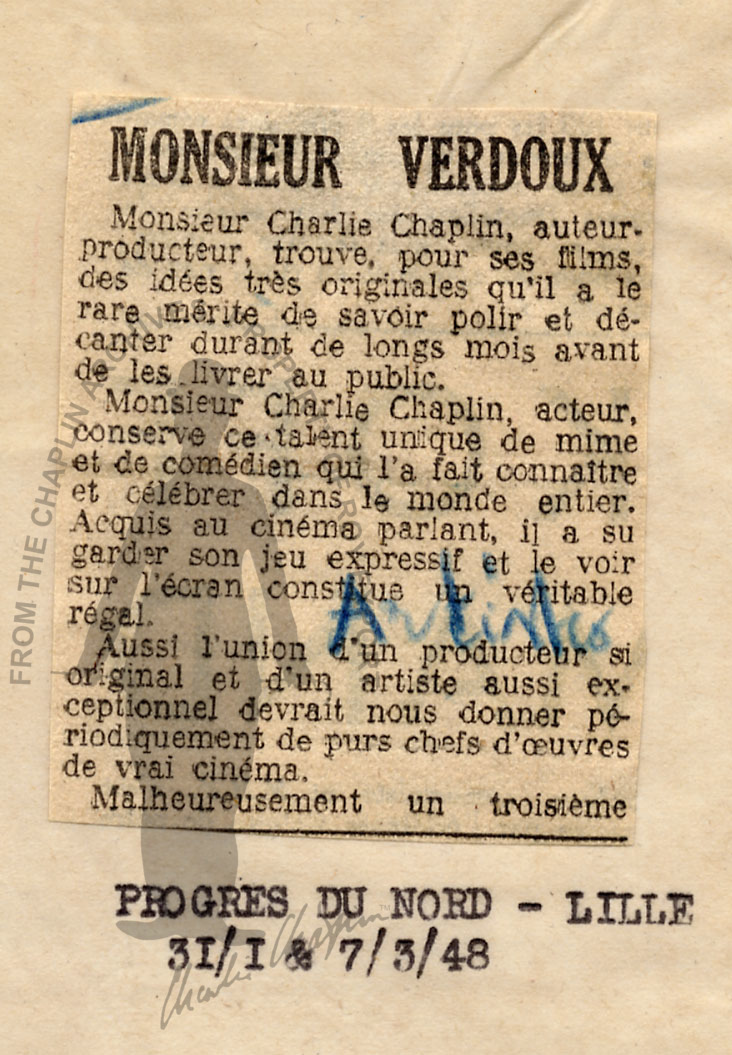 MONSIEUR VERDOUX
Monsieur Charlie Chaplin, auteur-
producteur, trouve, pour ses films,
des idées très originales qu'il a le
rare mérite de savoir polir et dé-
canter durant de longs mois avant
de les livrer au public.
Monsieur Charlie Chaplin, acteur,
conserve ce talent unique de mime
et de comédien qui l'a fait connaître
et célébrer dans le monde entier.
Acquis au cinéma parlant, il a su
garder son jeu expressif et le voir
sur l'écran constitue un véritable
régal.
Aussi l'union d'un producteur si
original et d'un artiste aussi ex-
ceptionnel devrait nous donner pé-
riodiquement de purs chefs d'œuvres
de vrai cinéma.
Malheureusement un troisième
PROGRES DU NORD - LILLE
31/1 & 7/3/48
FROM THE CHAPLIN ARCHIVE
Charlie Chaplin